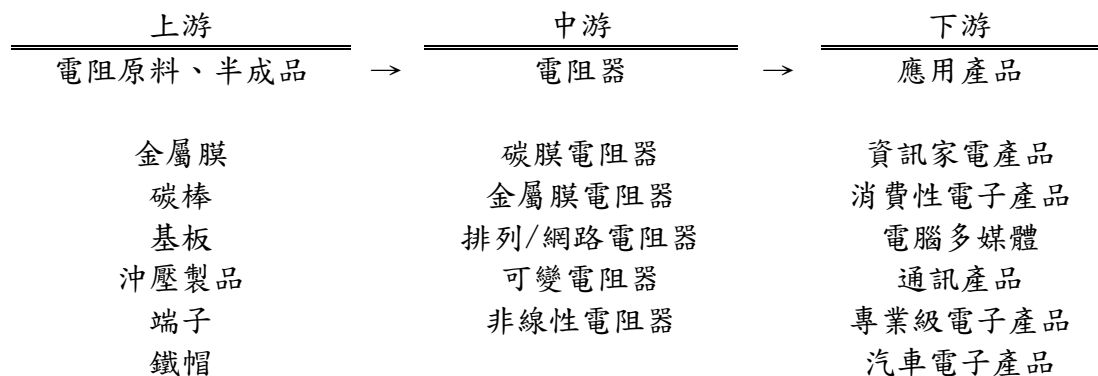 上游 中游 下游
電阻原料、半成品 → 電阻器 → 應用產品
金屬膜 碳膜電阻器 資訊家電產品
碳棒 金屬膜電阻器 消費性電子產品
基板 排列/網路電阻器 電腦多媒體
沖壓製品 可變電阻器 通訊產品
端子 非線性電阻器 專業級電子產品
鐵帽 汽車電子產品